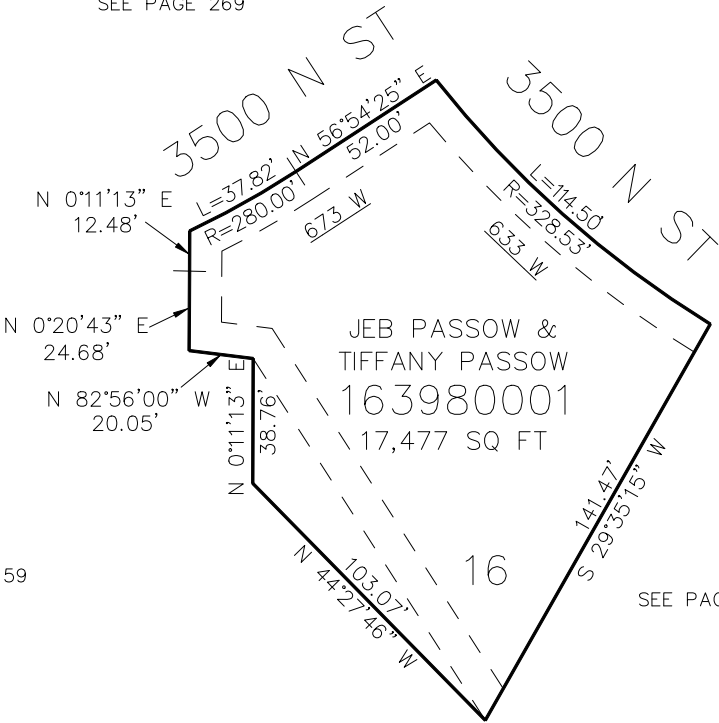 SEE PAGE 269
3500 N ST
3500 N ST
N 56°54'25" E
52.00'
L=37.82'
R=280.00'
673 W
L=114.50'
R=328.53'
633 W
N 0°11'13" E
12.48'
N 0°20'43" E
24.68'
N 82°56'00" W
20.05'
N 0°11'13" E
38.76'
JEB PASSOW &
TIFFANY PASSOW
163980001
17,477 SQ FT
141.47'
S 29°35'15" W
103.07'
N 44°27'46" W
16
59
SEE PAG